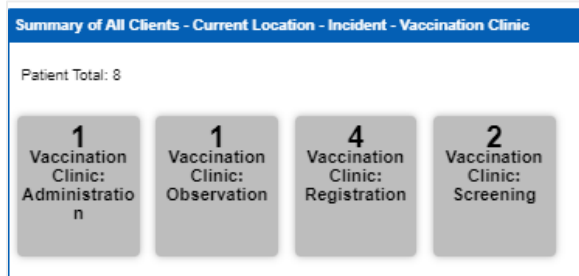 Summary of All Clients - Current Location - Incident - Vaccination Clinic
Patient Total: 8
1
Vaccination
Clinic:
Administratio
n
1
Vaccination
Clinic:
Observation
4
Vaccination
Clinic:
Registration
2
Vaccination
Clinic:
Screening